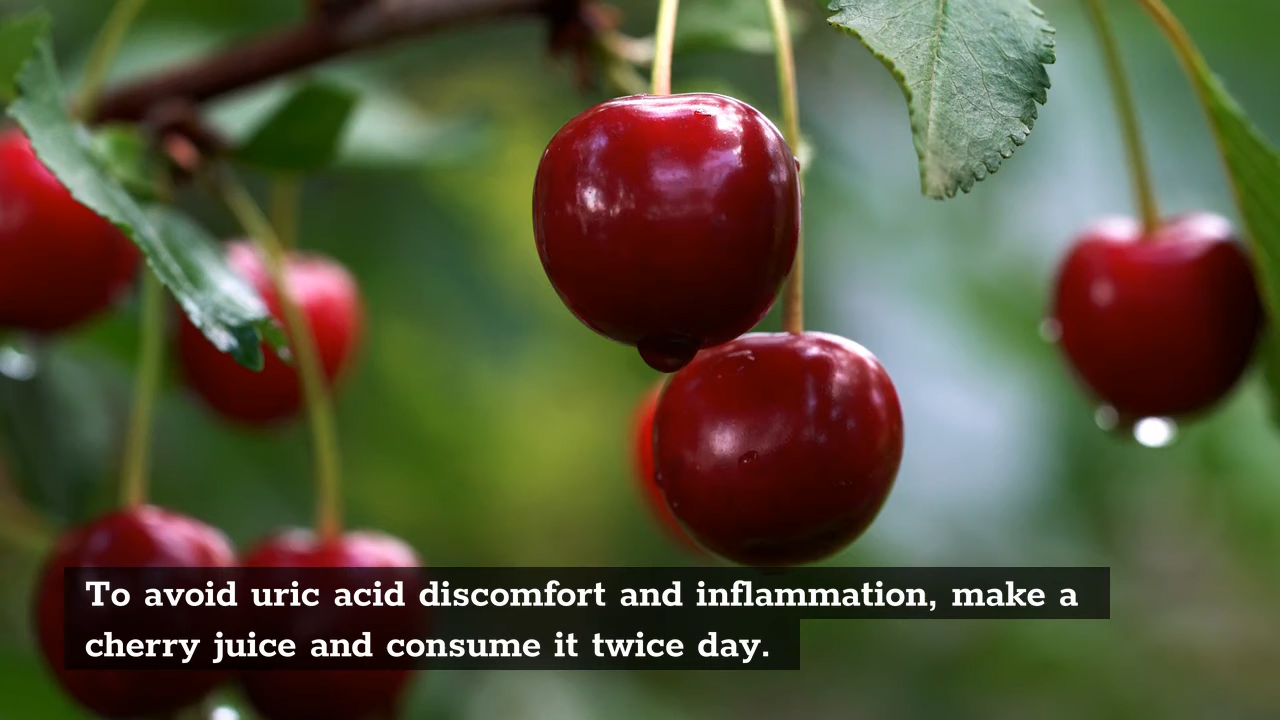 To avoid uric acid discomfort and inflammation, make a
cherry juice and consume it twice day.